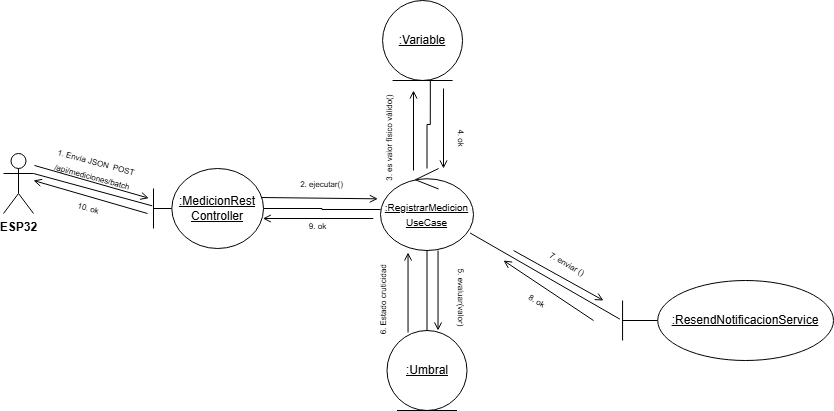 :Variable
3. es valor físico válido()
4. ok
1. Envía JSON POST
/api/mediciones/batch
10. ok
ESP32
:MedicionRest
Controller
2. ejecutar()
9. ok
:RegistrarMedicion
UseCase
7. enviar ()
8. ok
6. Estado cruticidad
5. evaluar(valor)
:ResendNotificacionService
:Umbral